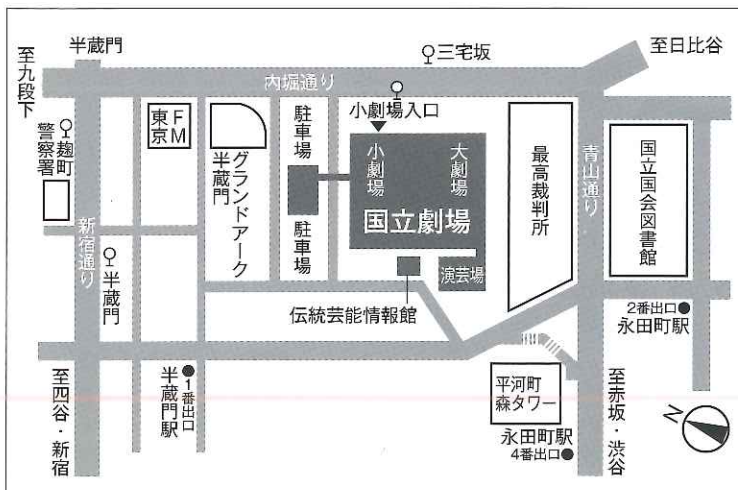 半蔵門
三宅坂
至日比谷
至九段下
内堀通り
小劇場入口
麹町
警察署
FM
東京
グランドアーク
半蔵門
駐車場
駐車場
小劇場
大劇場
国立劇場
演芸場
伝統芸能情報館
最高裁判所
青山通り
国立国会図書館
新宿通り
半蔵門
2番出口
永田町駅
至四谷・新宿
1番出口
半蔵門駅
平河町
森タワー
永田町駅
4番出口
至赤坂・渋谷
N